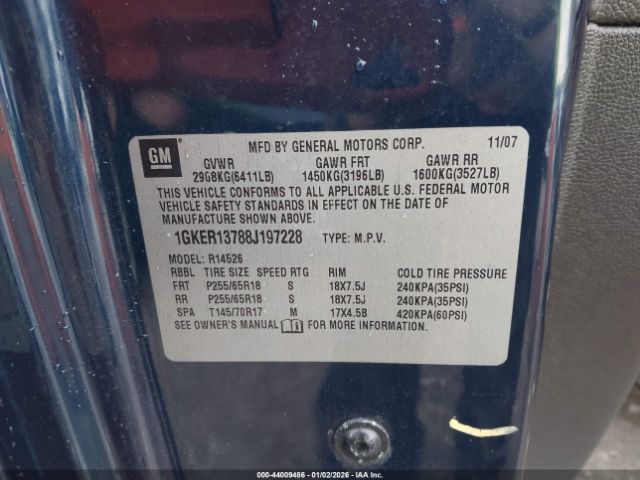 GM
MFD BY GENERAL MOTORS CORP. 11/07
GVWR GAWR FRT GAWR RR
2908KG(6411LB) 1450KG(3196LB) 1600KG(3527LB)
THIS VEHICLE CONFORMS TO ALL APPLICABLE U.S. FEDERAL MOTOR
VEHICLE SAFETY STANDARDS IN EFFECT ON THE DATE OF
MANUFACTURE SHOWN ABOVE.
1GKER13788J197228 TYPE: M.P.V.
MODEL: R14526
RBBL TIRE SIZE SPEED RTG RIM COLD TIRE PRESSURE
FRT P255/65R18 S 18X7.5J 240KPA(35PSI)
RR P255/65R18 S 18X7.5J 240KPA(35PSI)
SPA T145/70R17 M 17X4.5B 420KPA(60PSI)
SEE OWNER'S MANUAL FOR MORE INFORMATION.
000-44009486 - 01/02/2026 - IAA Inc.